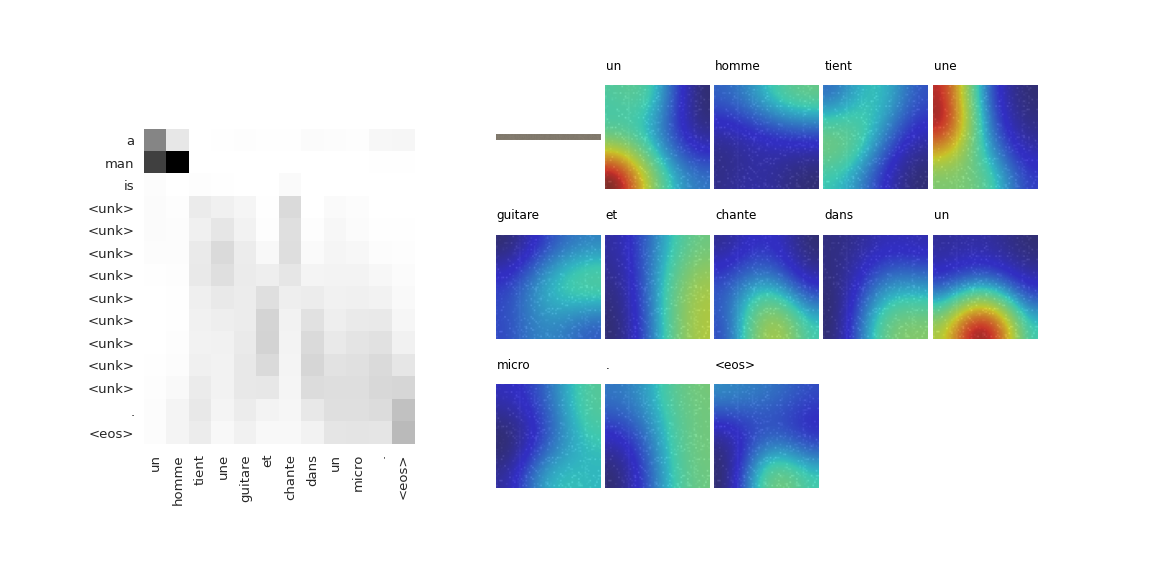 a
man
is
<unk>
<unk>
<unk>
<unk>
<unk>
<unk>
<unk>
<unk>
<unk>
.
<eos>
un homme tient une guitare et chante dans un micro . <eos>
un homme tient une
guitare et chante dans un
micro . <eos>